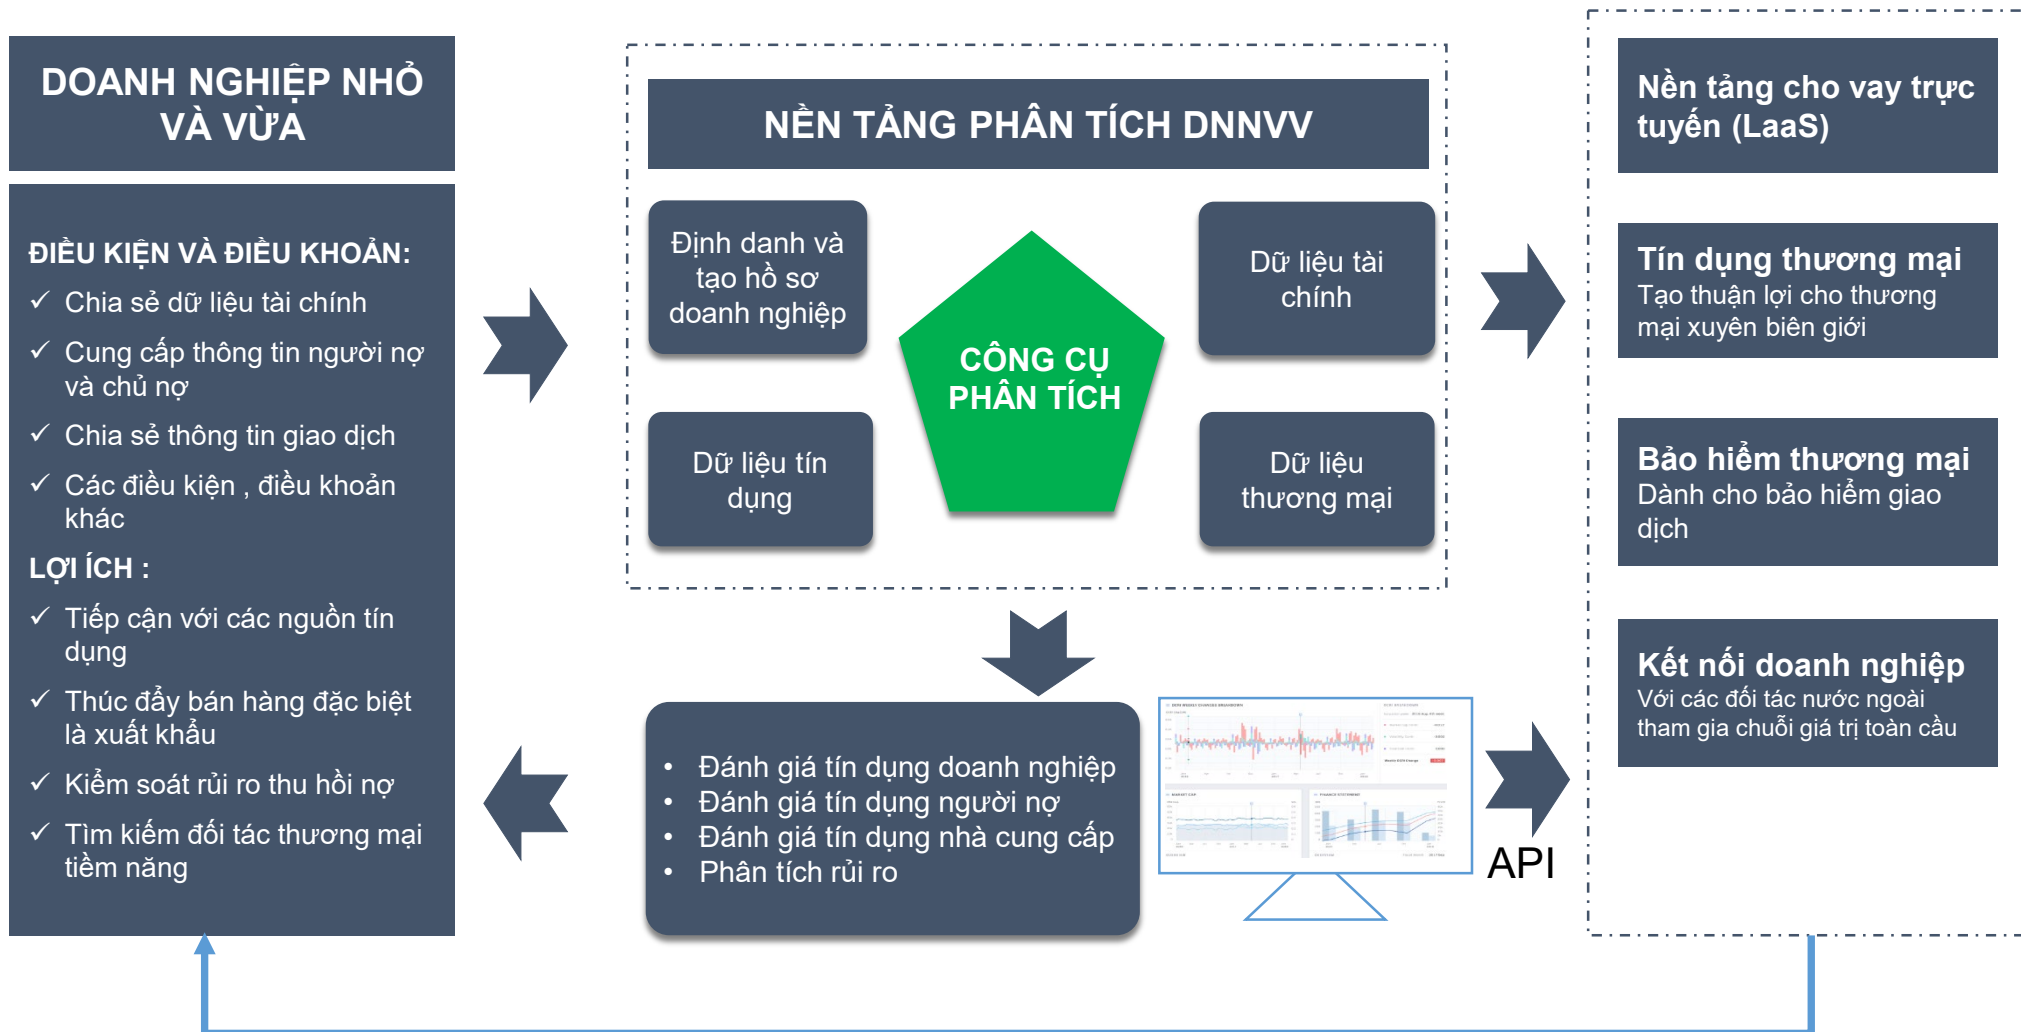 DOANH NGHIỆP NHỎ
VÀ VỪA
ĐIỀU KIỆN VÀ ĐIỀU KHOẢN:
✓ Chia sẻ dữ liệu tài chính
✓ Cung cấp thông tin người nợ
và chủ nợ
✓ Chia sẻ thông tin giao dịch
✓ Các điều kiện , điều khoản
khác
LỢI ÍCH :
✓ Tiếp cận với các nguồn tín
dụng
✓ Thúc đẩy bán hàng đặc biệt
là xuất khẩu
✓ Kiểm soát rủi ro thu hồi nợ
✓ Tìm kiếm đối tác thương mại
tiềm năng
NỀN TẢNG PHÂN TÍCH DNNVV
Định danh và
tạo hồ sơ
doanh nghiệp
Dữ liệu tài
chính
CÔNG CỤ
PHÂN TÍCH
Dữ liệu tín
dụng
Dữ liệu
thương mại
• Đánh giá tín dụng doanh nghiệp
• Đánh giá tín dụng người nợ
• Đánh giá tín dụng nhà cung cấp
• Phân tích rủi ro
API
Nền tảng cho vay trực
tuyến (LaaS)
Tín dụng thương mại
Tạo thuận lợi cho thương
mại xuyên biên giới
Bảo hiểm thương mại
Dành cho bảo hiểm giao
dịch
Kết nối doanh nghiệp
Với các đối tác nước ngoài
tham gia chuỗi giá trị toàn cầu